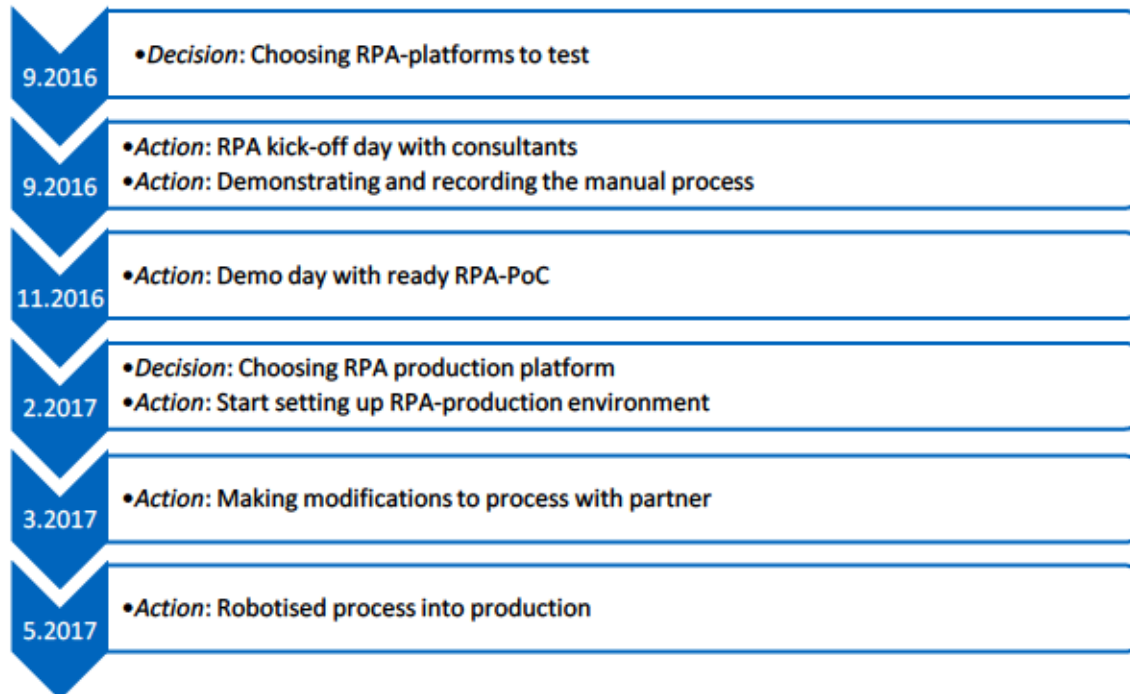 9.2016
•Decision: Choosing RPA-platforms to test
9.2016
•Action: RPA kick-off day with consultants
•Action: Demonstrating and recording the manual process
11.2016
•Action: Demo day with ready RPA-PoC
2.2017
•Decision: Choosing RPA production platform
•Action: Start setting up RPA-production environment
3.2017
•Action: Making modifications to process with partner
5.2017
•Action: Robotised process into production